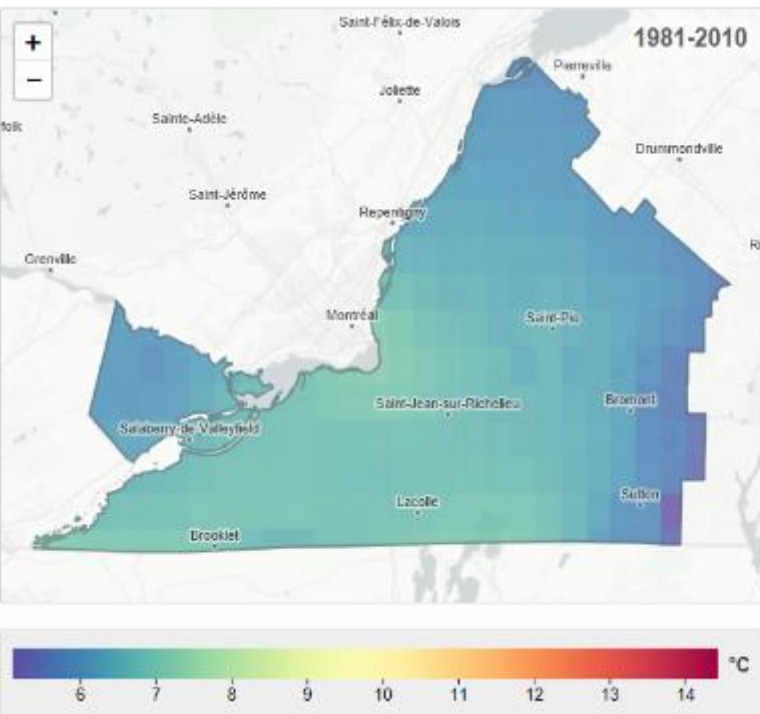 +
−
1981-2010
Saint-Félix-de-Valois
Pierreville
Joliette
folk
Sainte-Adèle
Drummondville
Saint-Jérôme
Repentigny
Grenville
Montréal
Saint-Pie
Saint-Jean-sur-Richelieu
Bromont
Salaberry-de-Valleyfield
Lacolle
Sutton
Brooklet
6 7 8 9 10 11 12 13 14 °C